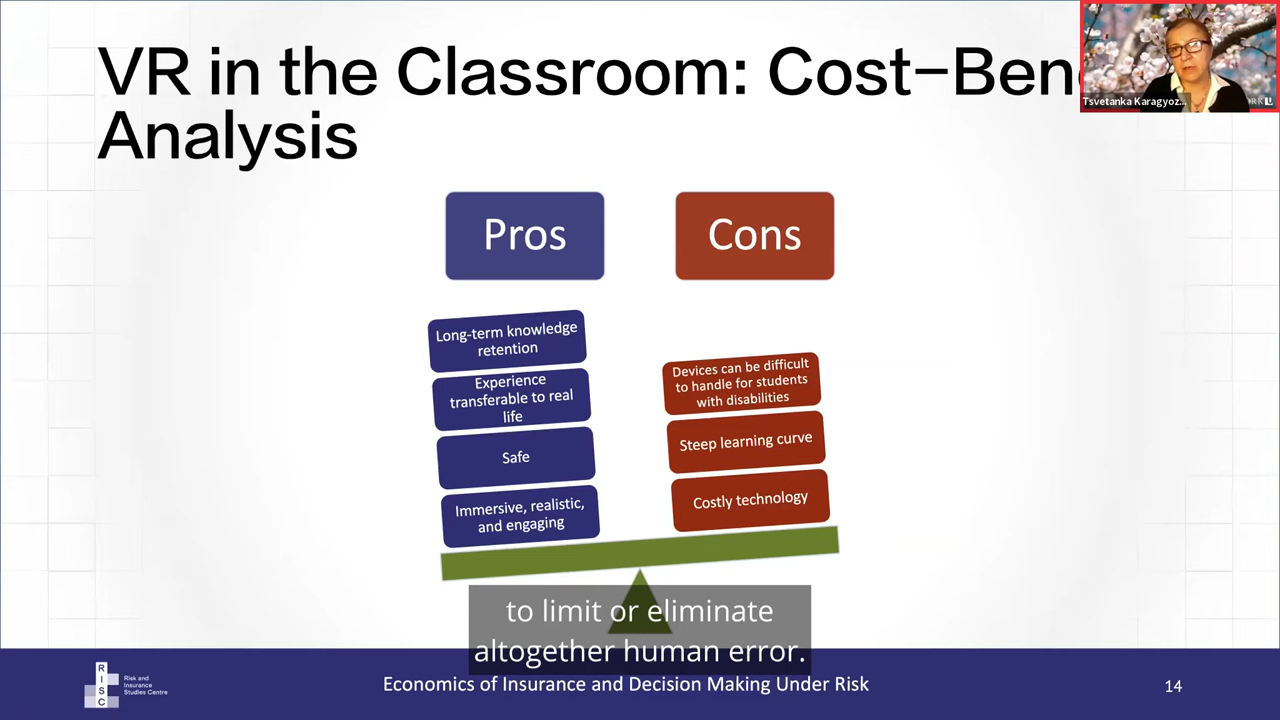 VR in the Classroom: Cost-Ben
Analysis
Tsvetanka Karagyoz...
Pros
Cons
Long-term knowledge
retention
Experience
transferable to real
life
Safe
Immersive, realistic,
and engaging
Devices can be difficult
to handle for students
with disabilities
Steep learning curve
Costly technology
to limit or eliminate
altogether human error.
RISC
Risk and
Insurance
Studies Centre
Economics of Insurance and Decision Making Under Risk
14